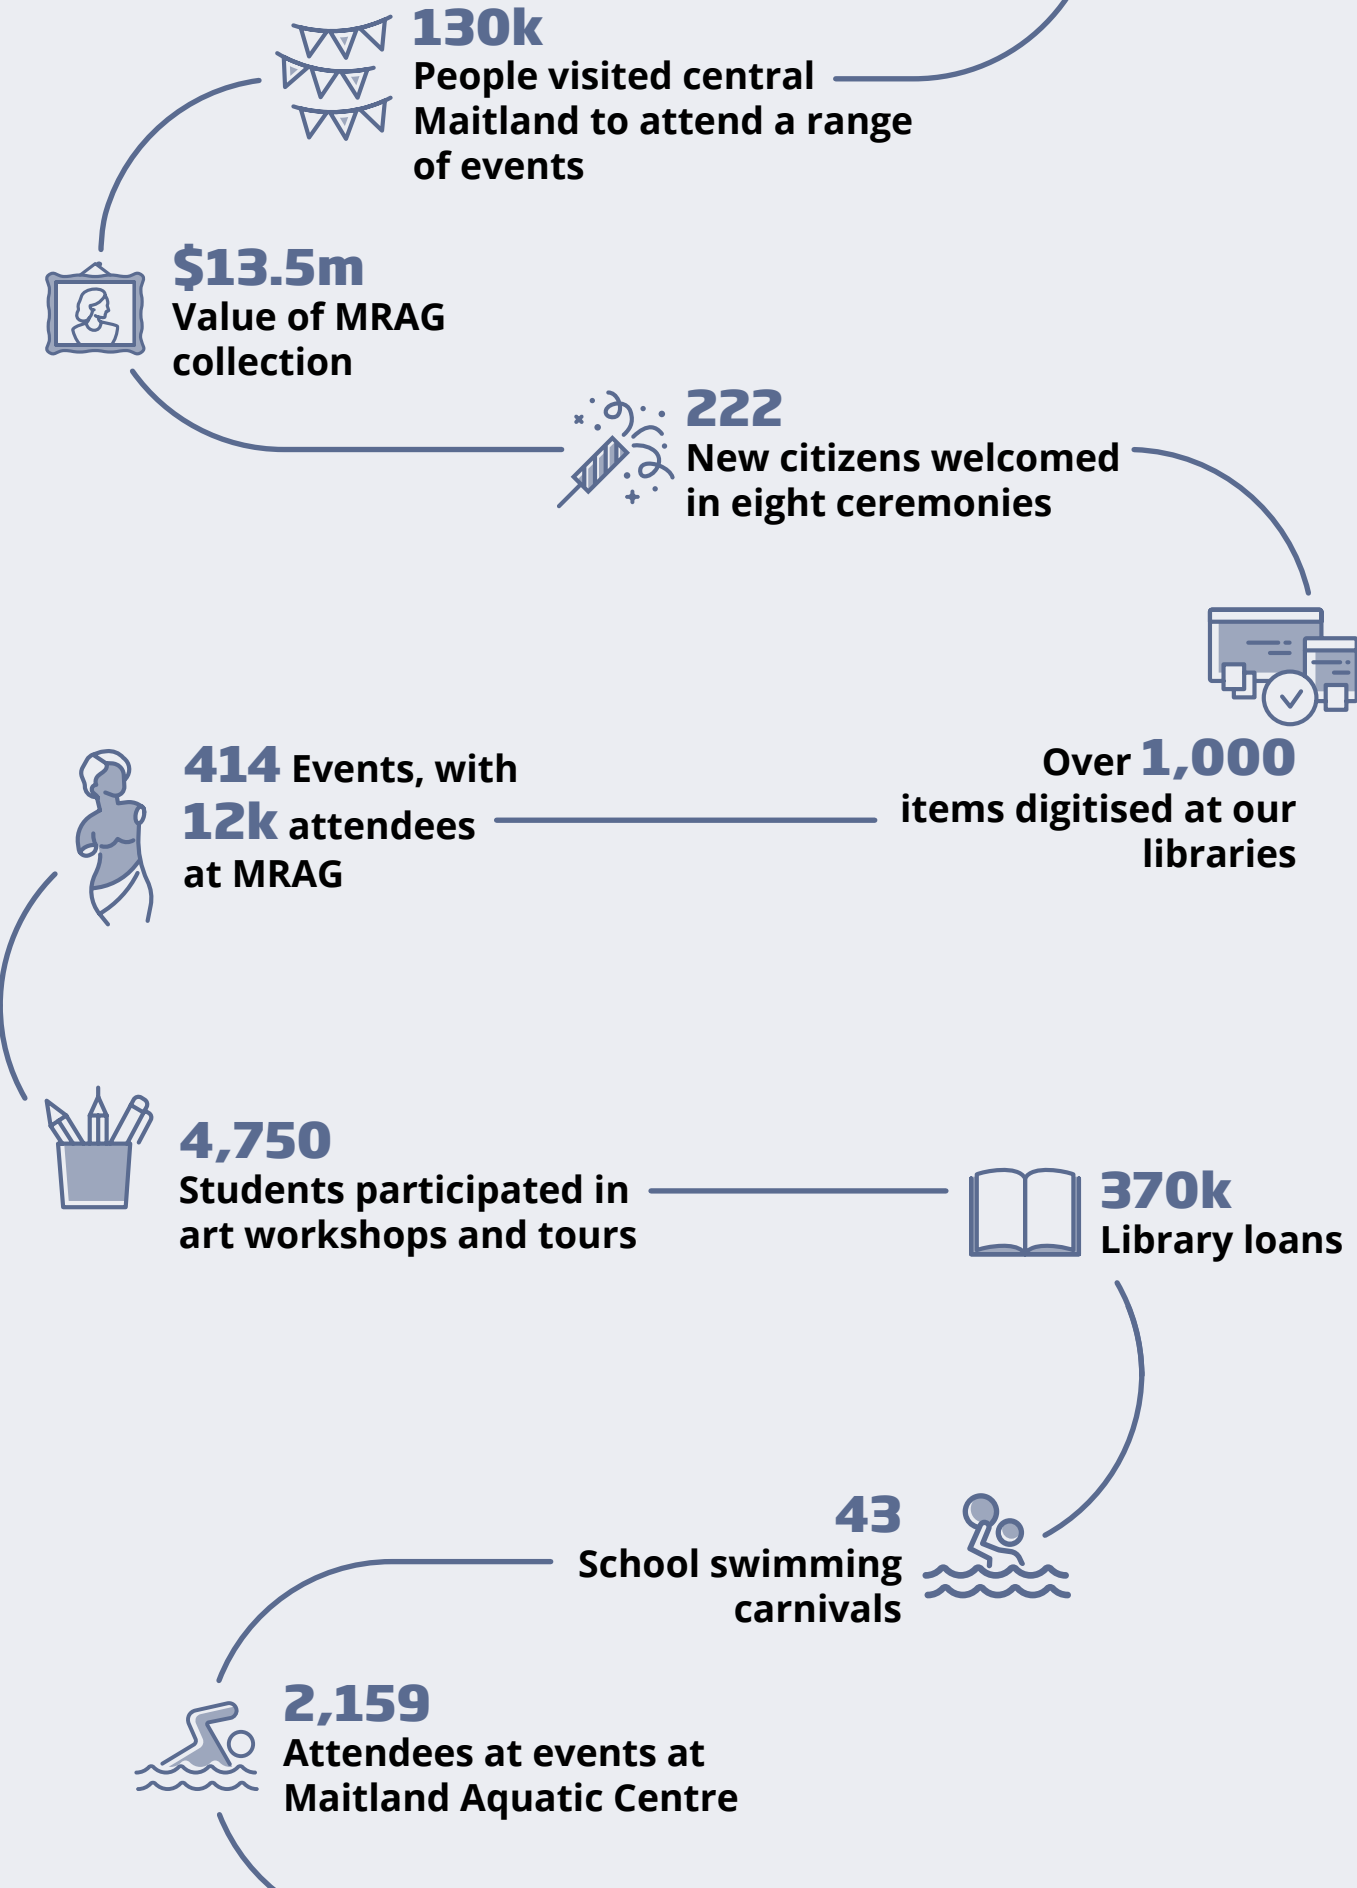 130k
People visited central
Maitland to attend a range
of events
$13.5m
Value of MRAG
collection
222
New citizens welcomed
in eight ceremonies
Over 1,000
items digitised at our
libraries
414 Events, with
12k attendees
at MRAG
4,750
Students participated in
art workshops and tours
370k
Library loans
43
School swimming
carnivals
2,159
Attendees at events at
Maitland Aquatic Centre